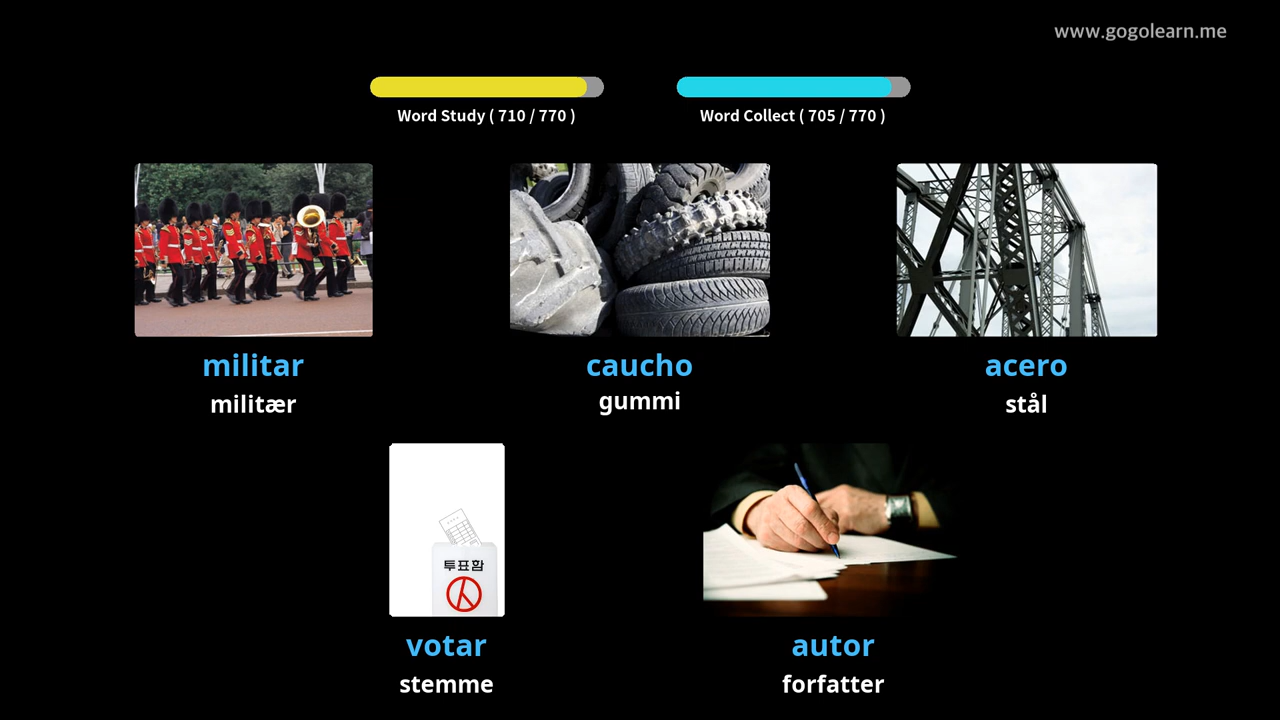 www.gogolearn.me
Word Study ( 710 / 770 )
Word Collect ( 705 / 770 )
militar
militær
caucho
gummi
acero
stål
투표함
votar
stemme
autor
forfatter